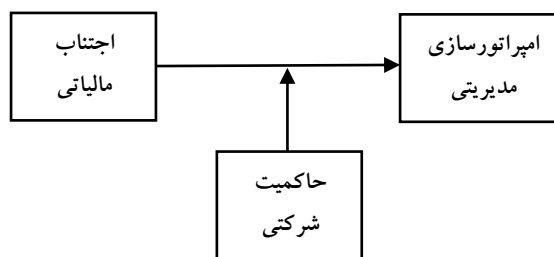 امپراتورسازی
مدیریتی
اجتناب
مالیاتی
حاکمیت
شرکتی